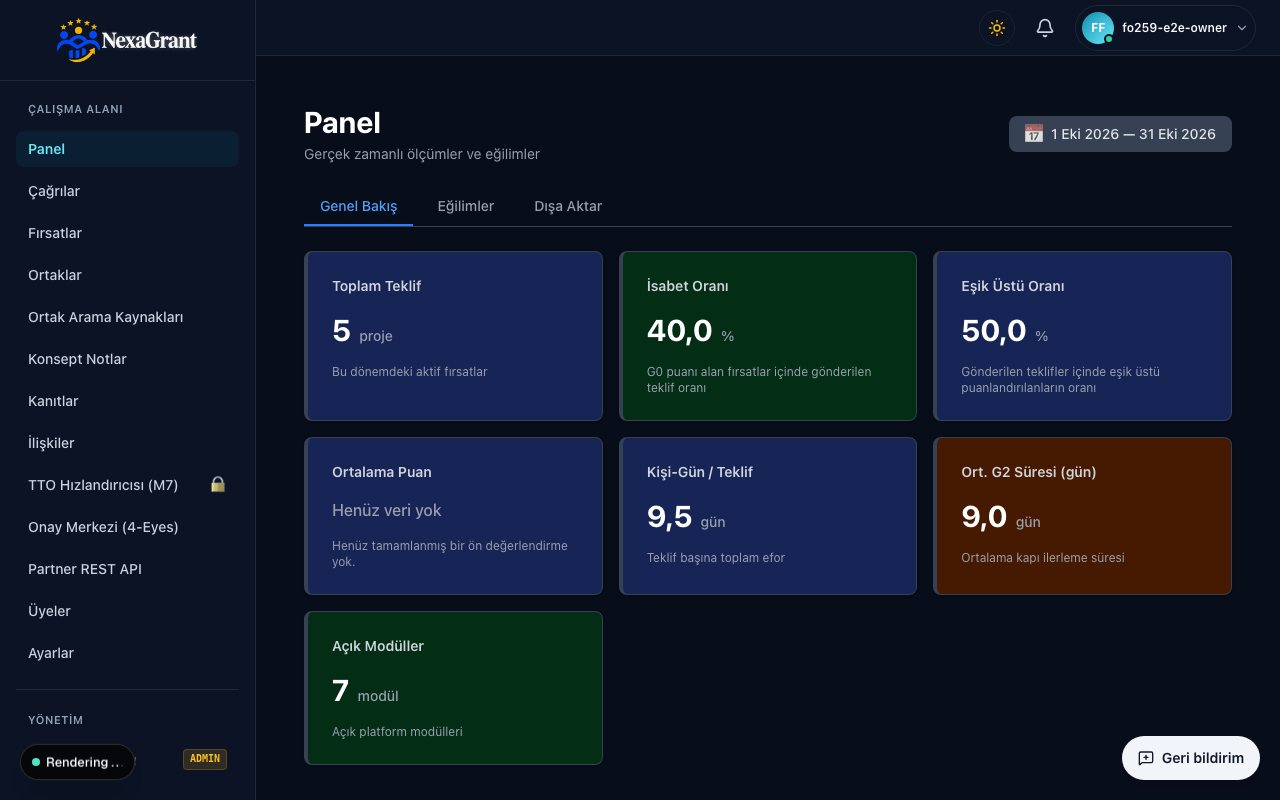 NexaGrant
FF
fo259-e2e-owner
ÇALIŞMA ALANI
Panel
Çağrılar
Fırsatlar
Ortaklar
Ortak Arama Kaynakları
Konsept Notlar
Kanıtlar
İlişkiler
TTO Hızlandırıcısı (M7)
Onay Merkezi (4-Eyes)
Partner REST API
Üyeler
Ayarlar
YÖNETİM
Rendering ...
ADMIN
Panel
Gerçek zamanlı ölçümler ve eğilimler
17
1 Eki 2026 — 31 Eki 2026
Genel Bakış
Eğilimler
Dışa Aktar
Toplam Teklif
5 proje
Bu dönemdeki aktif fırsatlar
İsabet Oranı
40,0 %
G0 puanı alan fırsatlar içinde gönderilen
teklif oranı
Eşik Üstü Oranı
50,0 %
Gönderilen teklifler içinde eşik üstü
puanlandırılanların oranı
Ortalama Puan
Henüz veri yok
Henüz tamamlanmış bir ön değerlendirme
yok.
Kişi-Gün / Teklif
9,5 gün
Teklif başına toplam efor
Ort. G2 Süresi (gün)
9,0 gün
Ortalama kapı ilerleme süresi
Açık Modüller
7 modül
Açık platform modülleri
Geri bildirim